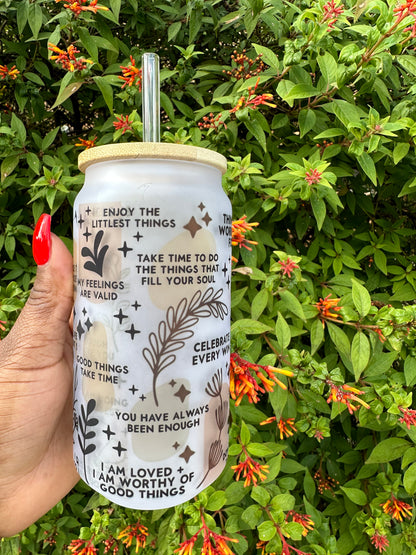 ENJOY THE
LITTLEST THINGS
TAKE TIME TO DO
THE THINGS THAT
FILL YOUR SOUL
MY FEELINGS
ARE VALID
CELEBRATE
EVERY
GOOD THINGS
TAKE TIME
YOU HAVE ALWAYS
BEEN ENOUGH
I AM LOVED
I AM WORTHY OF
GOOD THINGS